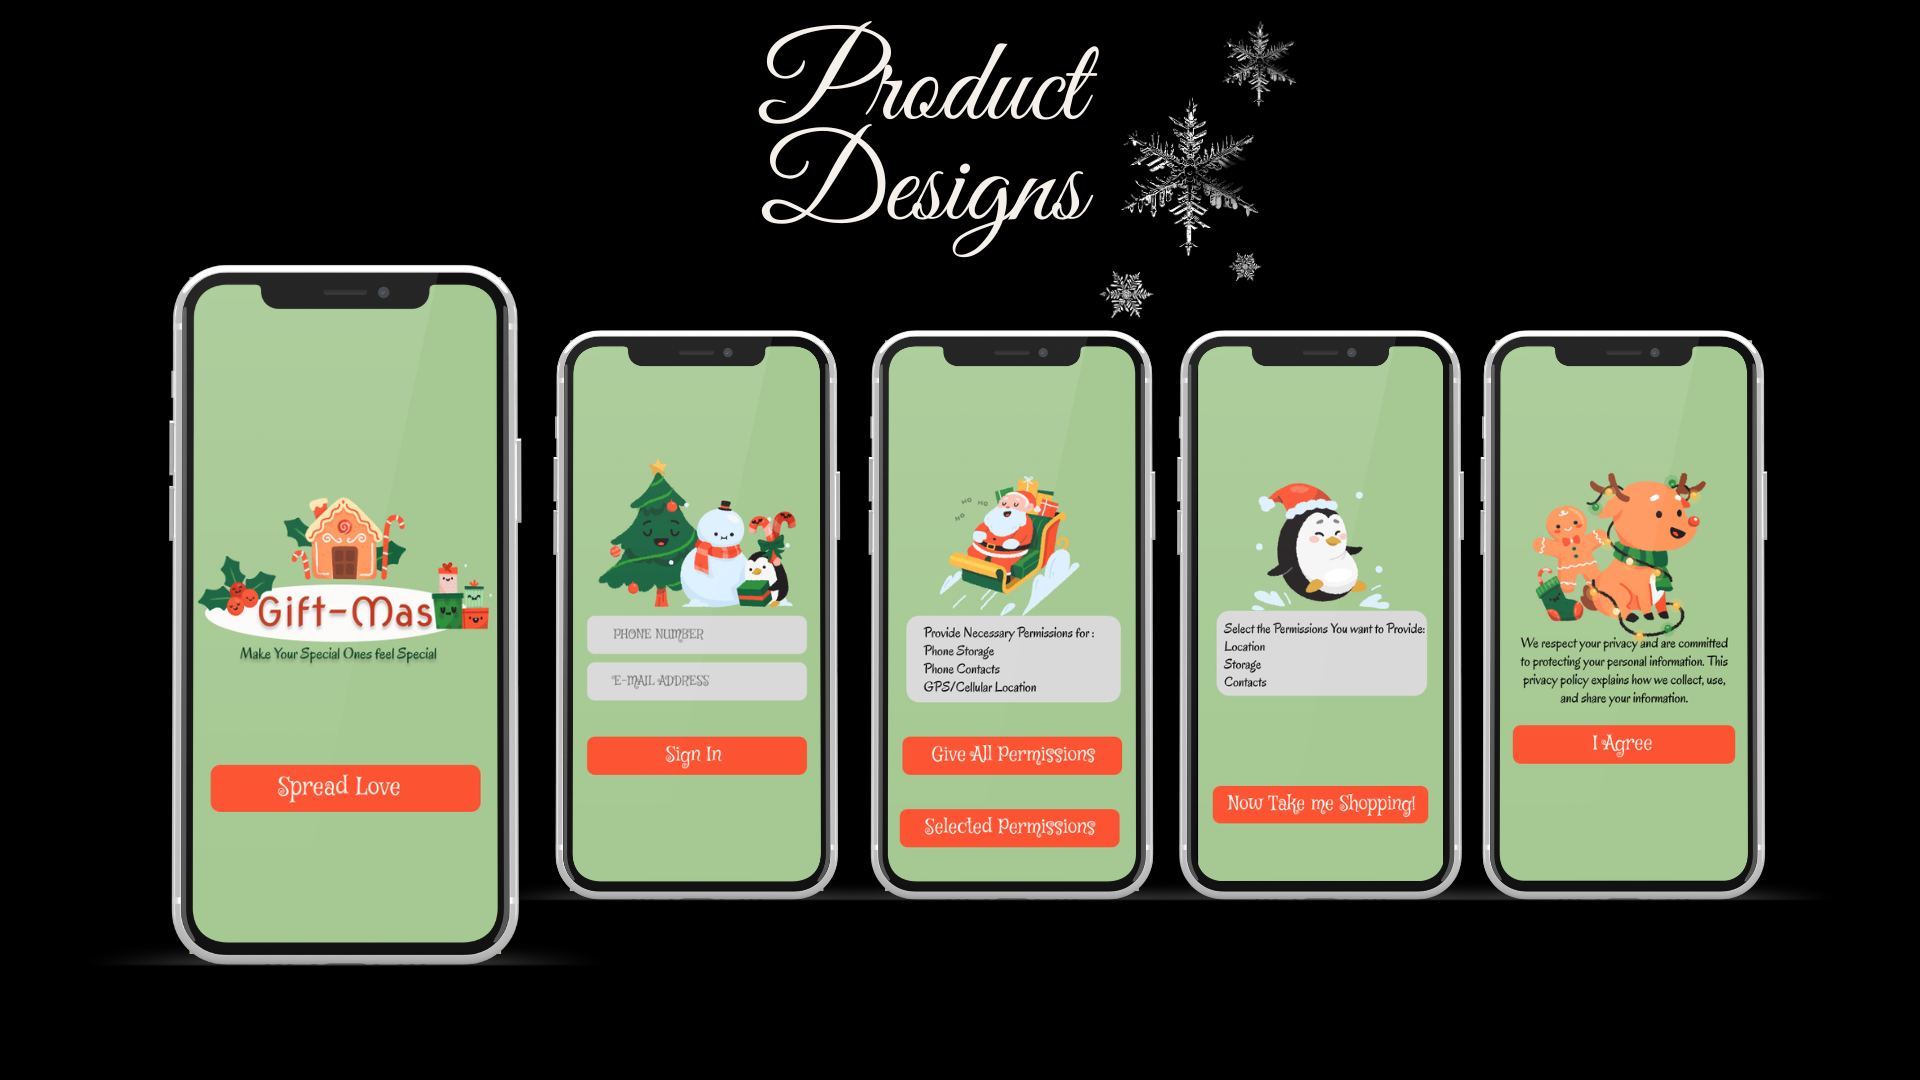 Product
Designs
Gift-Mas
Make Your Special Ones feel Special
Spread Love
PHONE NUMBER
E-MAIL ADDRESS
Sign In
HO HO
HO
Provide Necessary Permissions for :
Phone Storage
Phone Contacts
GPS/Cellular Location
Give All Permissions
Selected Permissions
Select the Permissions You want to Provide:
Location
Storage
Contacts
Now Take me Shopping!
We respect your privacy and are committed
to protecting your personal information. This
privacy policy explains how we collect, use,
and share your information.
I Agree